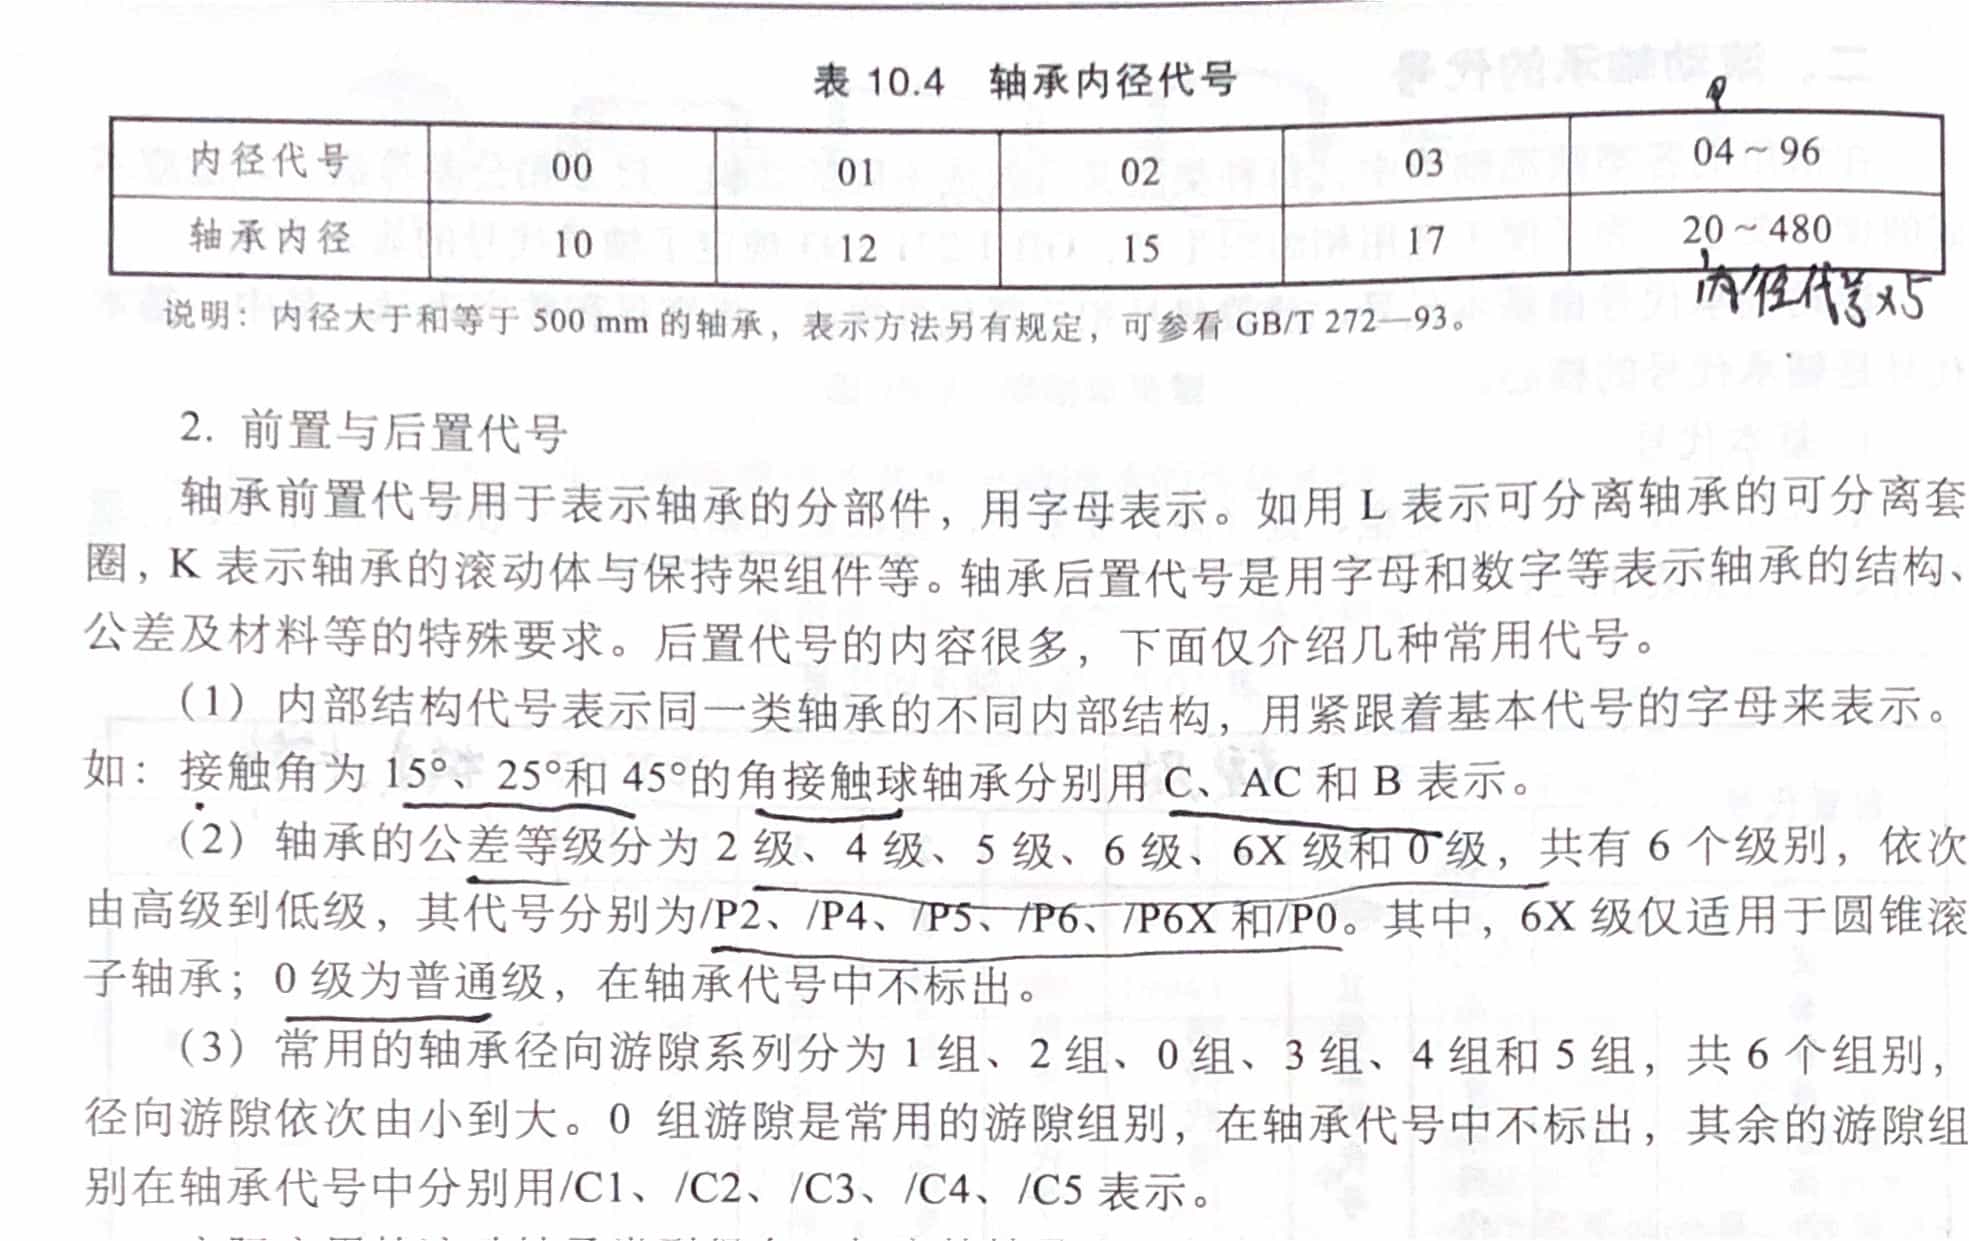 表 10.4 轴承内径代号
内径代号 00 01 02 03 04～96
轴承内径 10 12 15 17 20～480
内径代号×5
说明：内径大于和等于 500 mm 的轴承，表示方法另有规定，可参看 GB/T 272—93。
2. 前置与后置代号
轴承前置代号用于表示轴承的分部件，用字母表示。如用 L 表示可分离轴承的可分离套
圈，K 表示轴承的滚动体与保持架组件等。轴承后置代号是用字母和数字等表示轴承的结构、
公差及材料等的特殊要求。后置代号的内容很多，下面仅介绍几种常用代号。
（1）内部结构代号表示同一类轴承的不同内部结构，用紧跟着基本代号的字母来表示。
如：接触角为 15°、25°和 45°的角接触球轴承分别用 C、AC 和 B 表示。
（2）轴承的公差等级分为 2 级、4 级、5 级、6 级、6X 级和 0 级，共有 6 个级别，依次
由高级到低级，其代号分别为/P2、/P4、/P5、/P6、/P6X 和/P0。其中，6X 级仅适用于圆锥滚
子轴承；0 级为普通级，在轴承代号中不标出。
（3）常用的轴承径向游隙系列分为 1 组、2 组、0 组、3 组、4 组和 5 组，共 6 个组别，
径向游隙依次由小到大。0 组游隙是常用的游隙组别，在轴承代号中不标出，其余的游隙组
别在轴承代号中分别用/C1、/C2、/C3、/C4、/C5 表示。